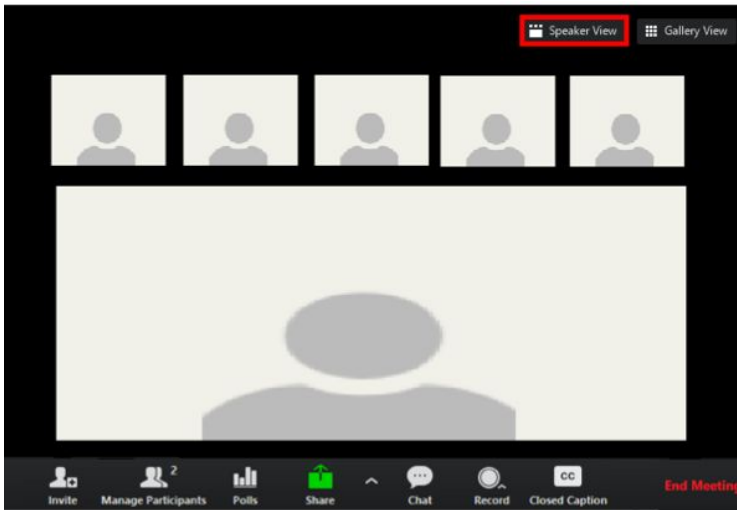 Speaker View
Gallery View
2
CC
Invite
Manage Participants
Polls
Share
Chat
Record
Closed Caption
End Meeting